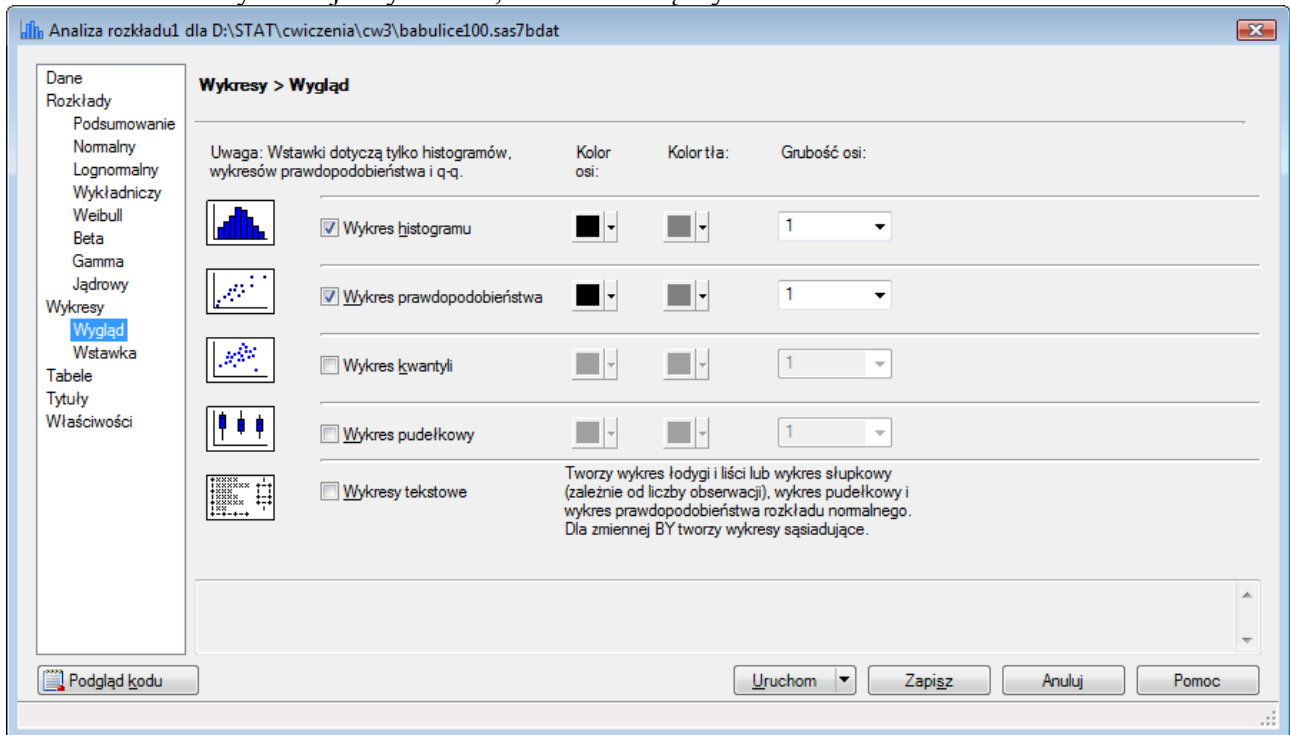 Analiza rozkładu1 dla D:\STAT\cwiczenia\cw3\babulice100.sas7bdat
Dane
Rozkłady
Podsumowanie
Normalny
Lognormalny
Wykładniczy
Weibull
Beta
Gamma
Jądrowy
Wykresy
Wygląd
Wstawka
Tabele
Tytuły
Właściwości
Wykresy > Wygląd
Uwaga: Wstawki dotyczą tylko histogramów,
wykresów prawdopodobieństwa i q-q.
Kolor
osi:
Kolor tła:
Grubość osi:
Wykres histogramu
1
Wykres prawdopodobieństwa
1
Wykres kwantyli
1
Wykres pudełkowy
1
Wykresy tekstowe
Tworzy wykres łodygi i liści lub wykres słupkowy
(zależnie od liczby obserwacji), wykres pudełkowy i
wykres prawdopodobieństwa rozkładu normalnego.
Dla zmiennej BY tworzy wykresy sąsiadujące.
Podgląd kodu
Uruchom
Zapisz
Anuluj
Pomoc